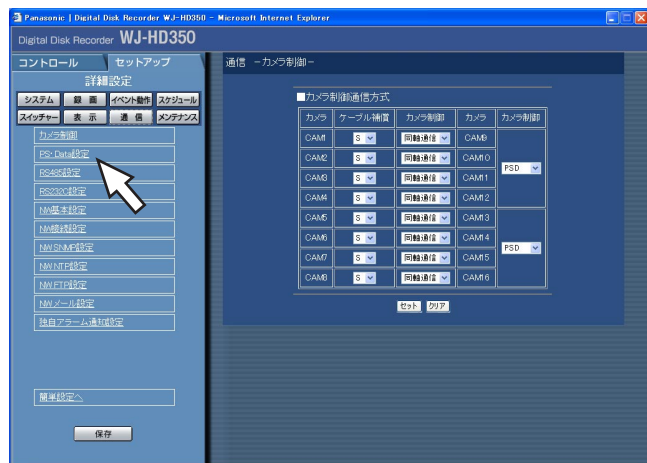 Panasonic | Digital Disk Recorder WJ-HD350 - Microsoft Internet Explorer
Digital Disk Recorder WJ-HD350
コントロール セットアップ
詳細設定
システム 録画 イベント動作 スケジュール
スイッチャー 表示 通信 メンテナンス
カメラ制御
PS･Data設定
RS485設定
RS232C設定
NW基本設定
NW接続設定
NW SNMP設定
NW NTP設定
NW FTP設定
NW メール設定
独自アラーム通知設定
簡単設定へ
保存
通信 −カメラ制御−
■カメラ制御通信方式
カメラ ケーブル補償 カメラ制御 カメラ カメラ制御
CAM1 S 同軸通信 CAM9
CAM2 S 同軸通信 CAM10
PSD
CAM3 S 同軸通信 CAM11
CAM4 S 同軸通信 CAM12
CAM5 S 同軸通信 CAM13
CAM6 S 同軸通信 CAM14
PSD
CAM7 S 同軸通信 CAM15
CAM8 S 同軸通信 CAM16
セット クリア